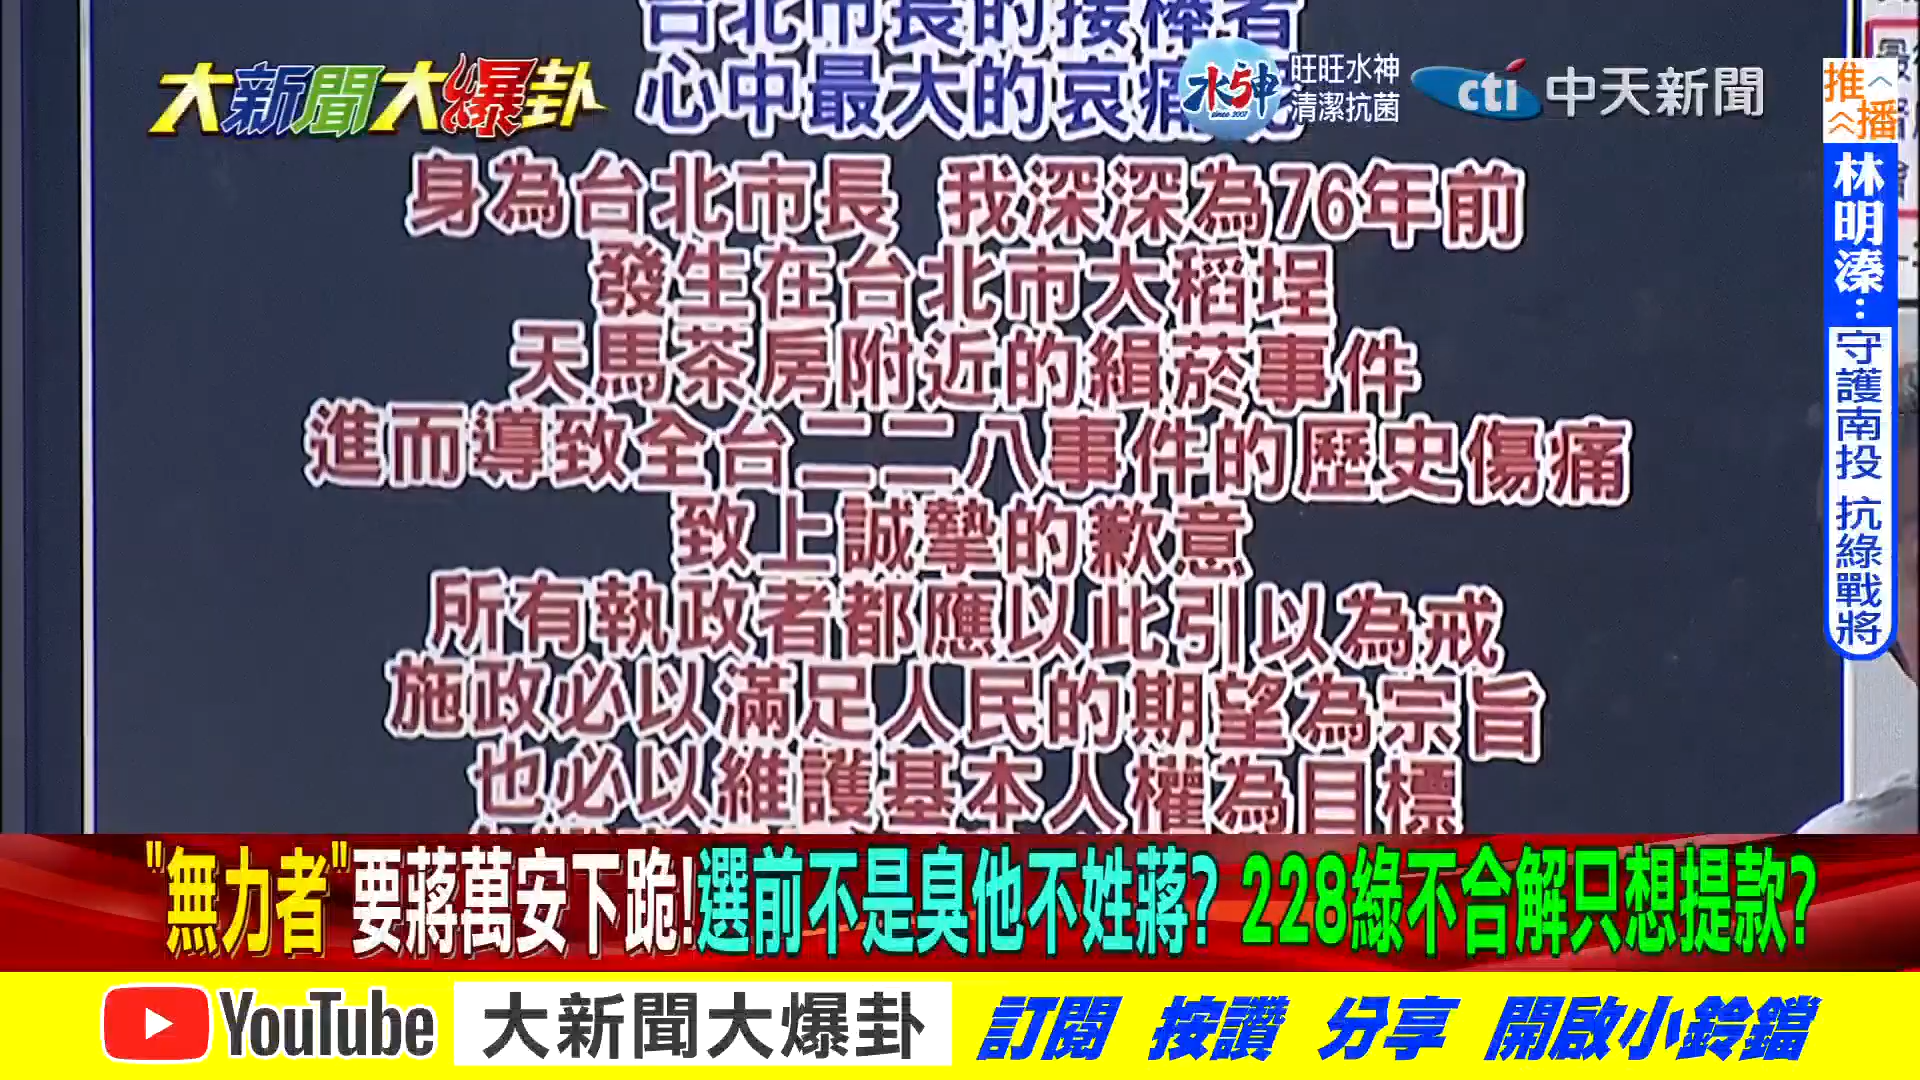 台北市長的接棒者
心中最大的哀痛
大新聞大爆卦
水神
since 2007
旺旺水神
清潔抗菌
cti 中天新聞
推播
林明溱：守護南投 抗綠戰將
身為台北市長 我深深為76年前
發生在台北市大稻埕
天馬茶房附近的緝菸事件
進而導致全台二二八事件的歷史傷痛
致上誠摯的歉意
所有執政者都應以此引以為戒
施政必以滿足人民的期望為宗旨
也必以維護基本人權為目標
"無力者"要蔣萬安下跪!選前不是臭他不姓蔣? 228綠不合解只想提款?
YouTube 大新聞大爆卦 訂閱 按讚 分享 開啟小鈴鐺